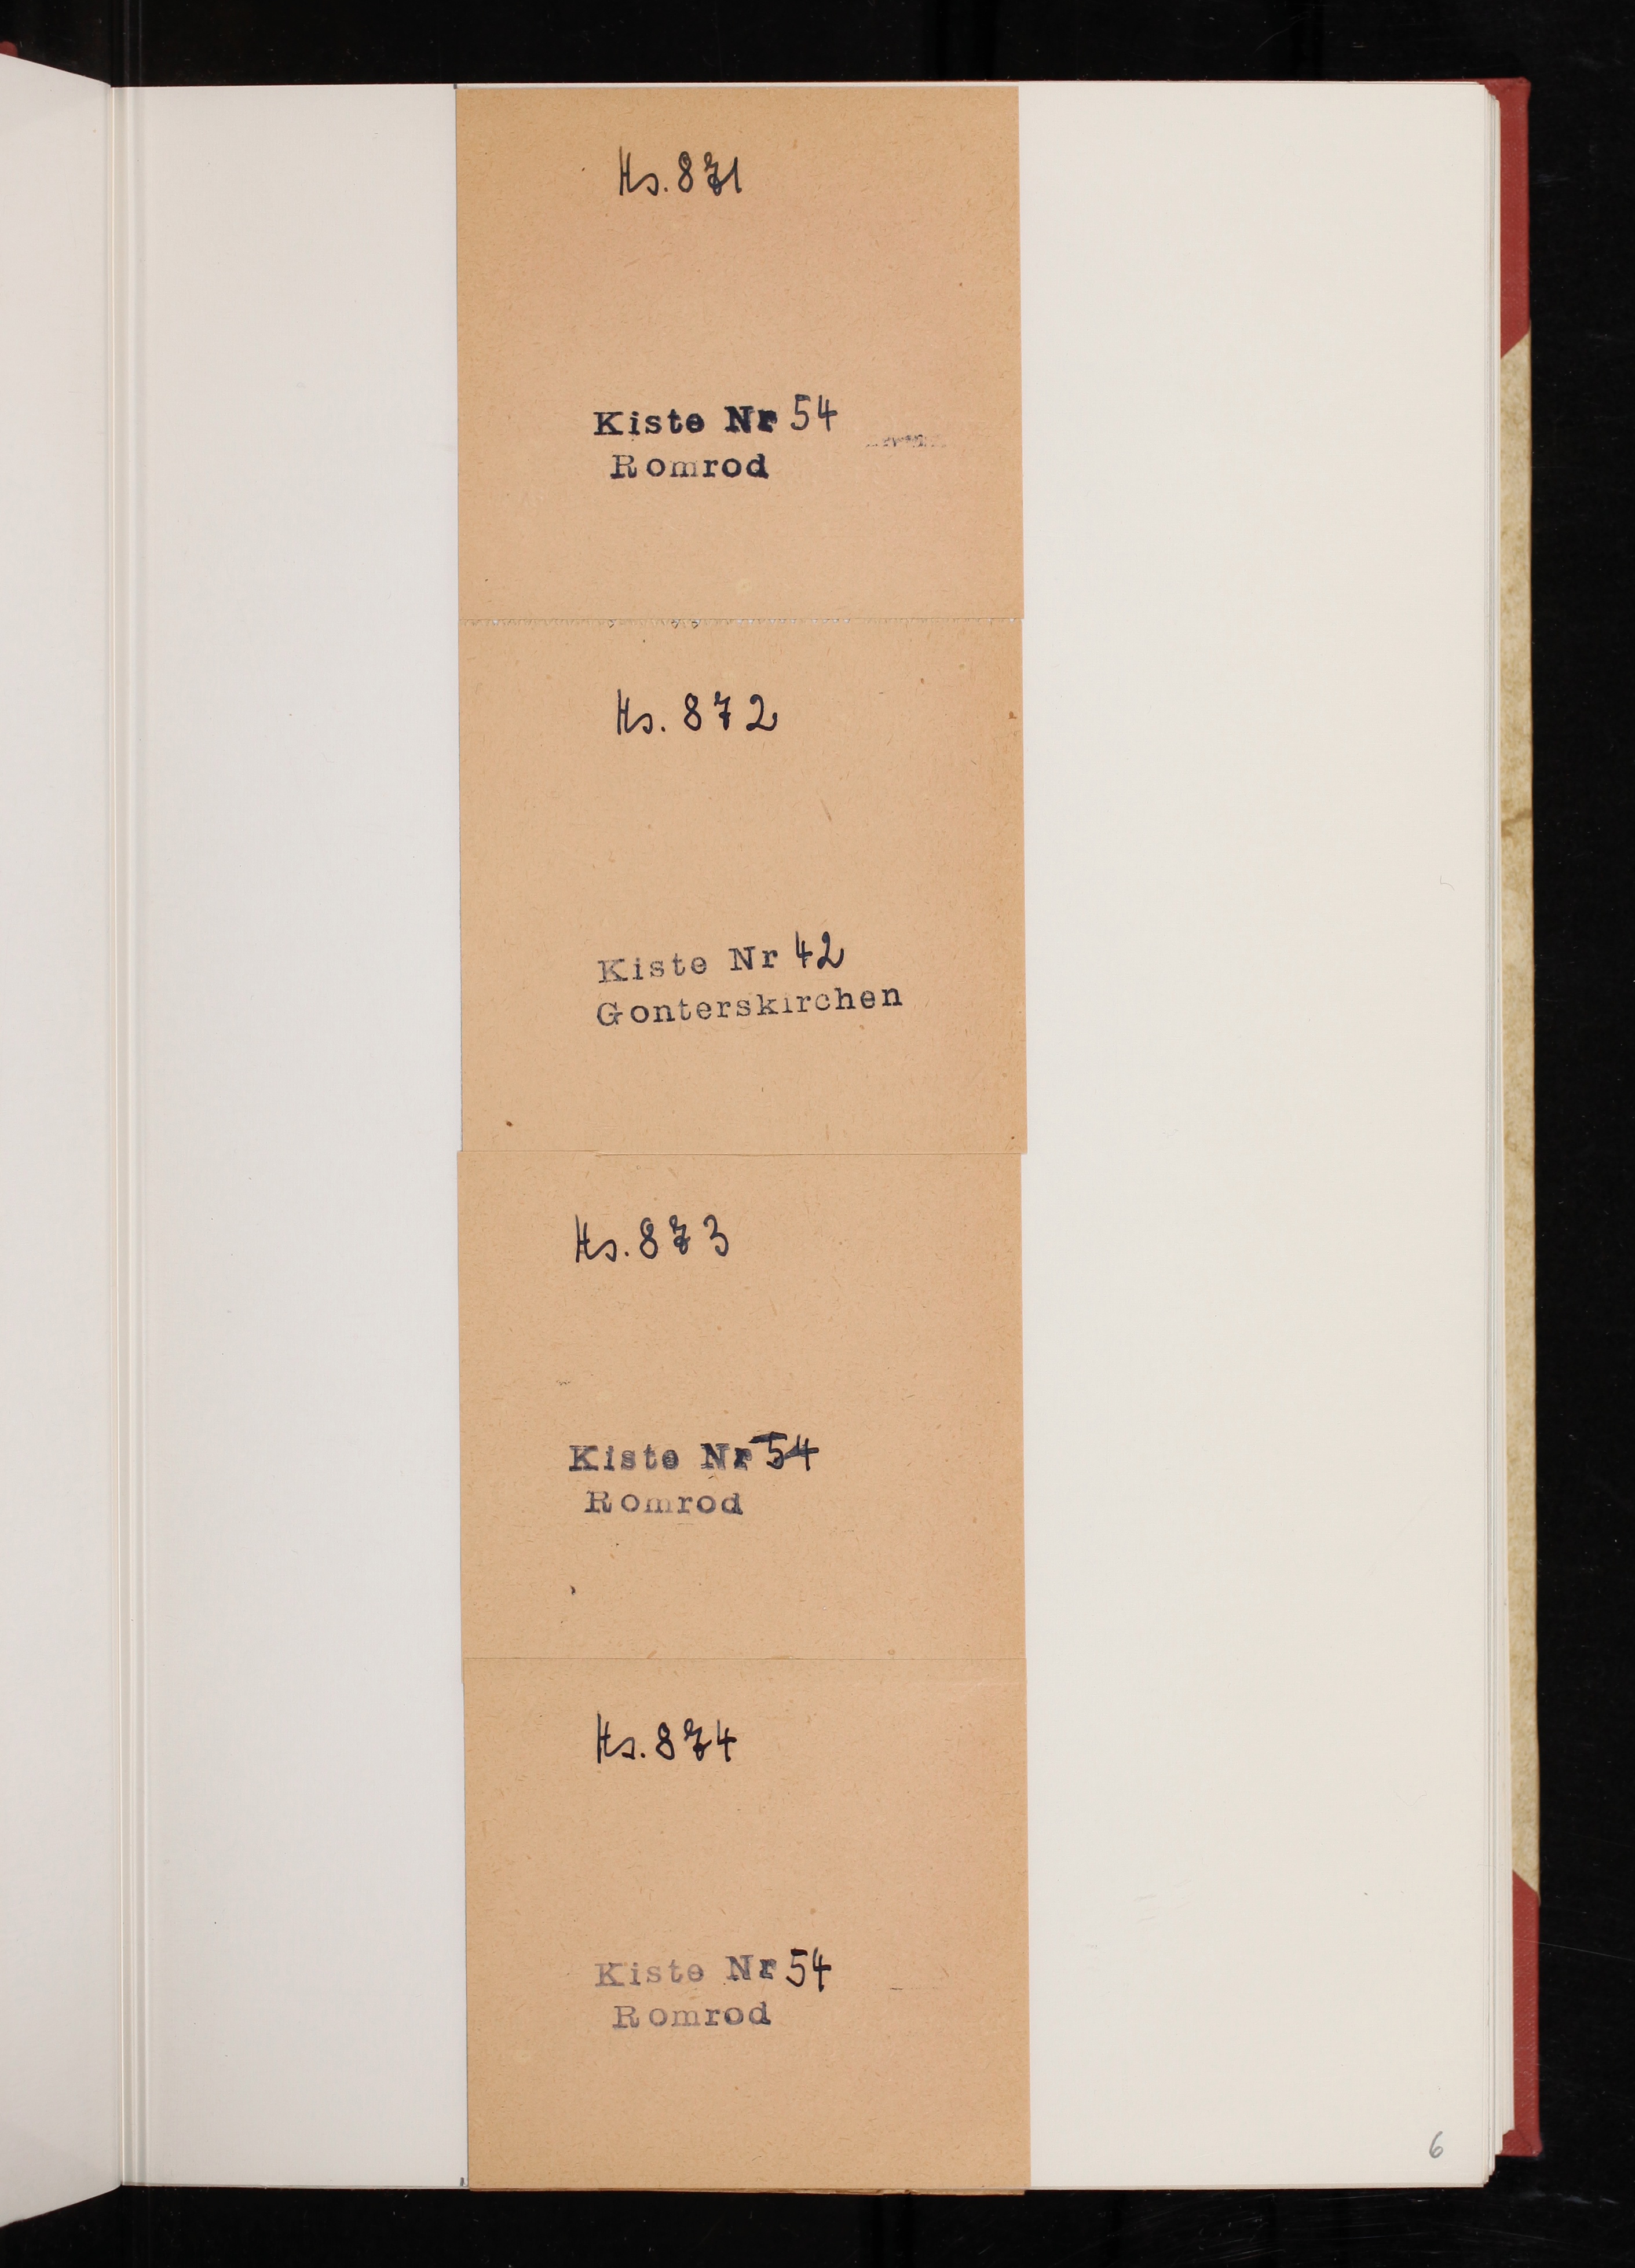 Hs. 871
Kiste Nr 54
Romrod
Hs. 872
Kiste Nr 42
Gonterskirchen
Hs. 873
Kiste Nr 54
Romrod
Hs. 874
Kiste Nr 54
Romrod
6